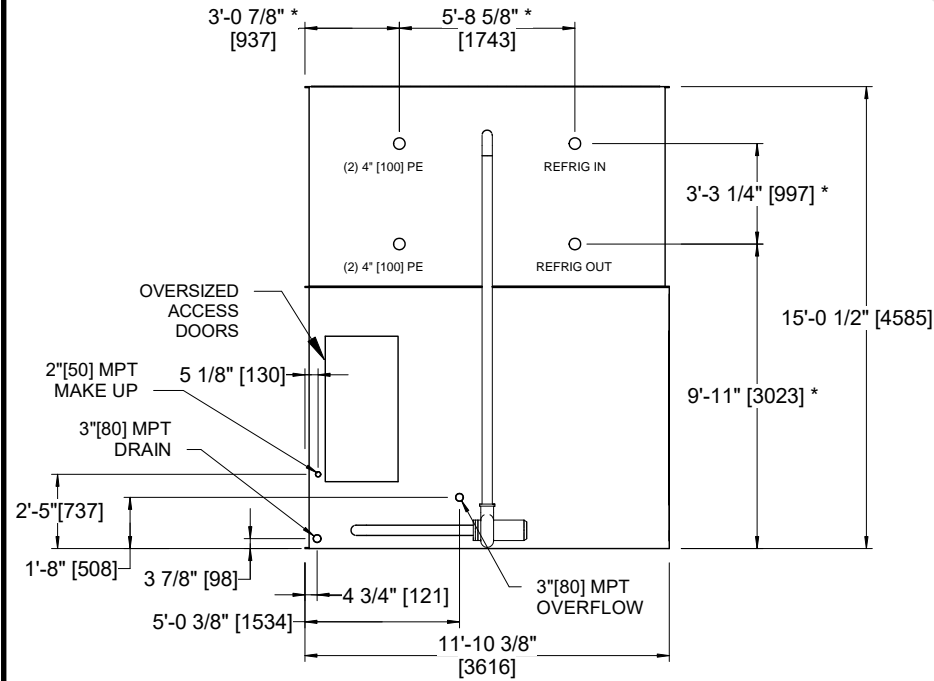 3'-0 7/8" *
[937]
5'-8 5/8" *
[1743]
(2) 4" [100] PE
REFRIG IN
3'-3 1/4" [997] *
(2) 4" [100] PE
REFRIG OUT
OVERSIZED
ACCESS
DOORS
15'-0 1/2" [4585]
2"[50] MPT
MAKE UP
5 1/8" [130]
9'-11" [3023] *
3"[80] MPT
DRAIN
2'-5"[737]
1'-8" [508]
3 7/8" [98]
4 3/4" [121]
3"[80] MPT
OVERFLOW
5'-0 3/8" [1534]
11'-10 3/8"
[3616]